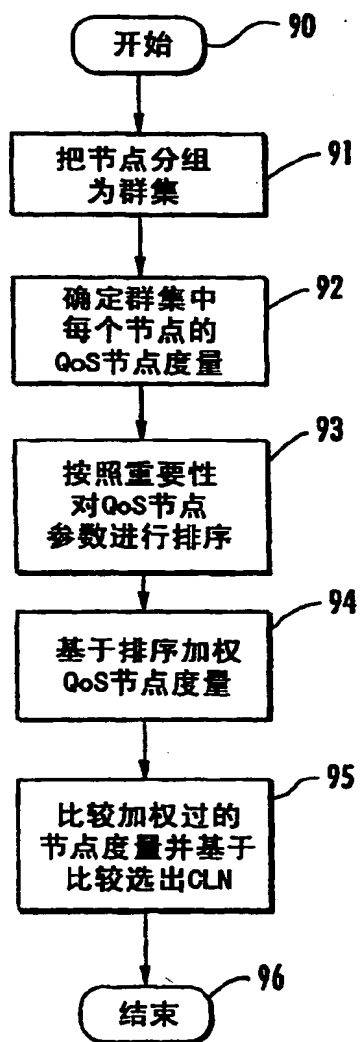 开始
90
把节点分组
为群集
91
确定群集中
每个节点的
QoS节点度量
92
按照重要性
对QoS节点
参数进行排序
93
基于排序加权
QoS节点度量
94
比较加权过的
节点度量并基于
比较选出CLN
95
结束
96